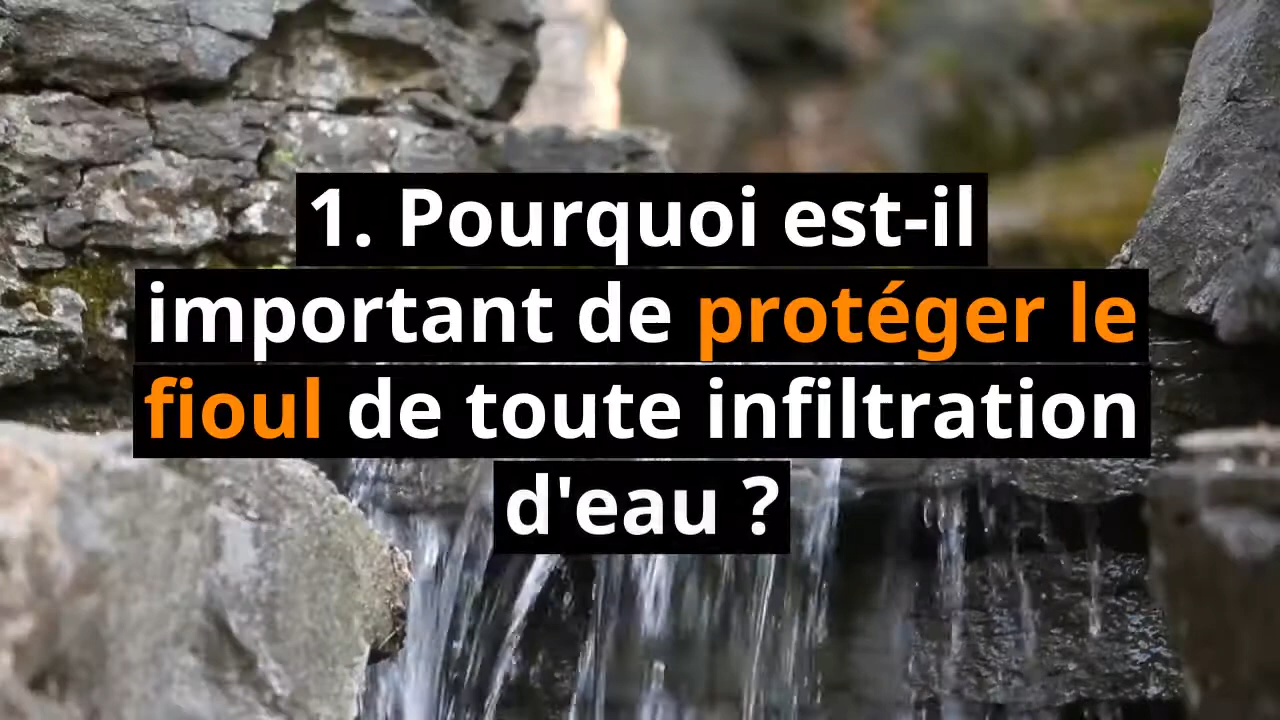 1. Pourquoi est-il
important de protéger le
fioul de toute infiltration
d'eau ?